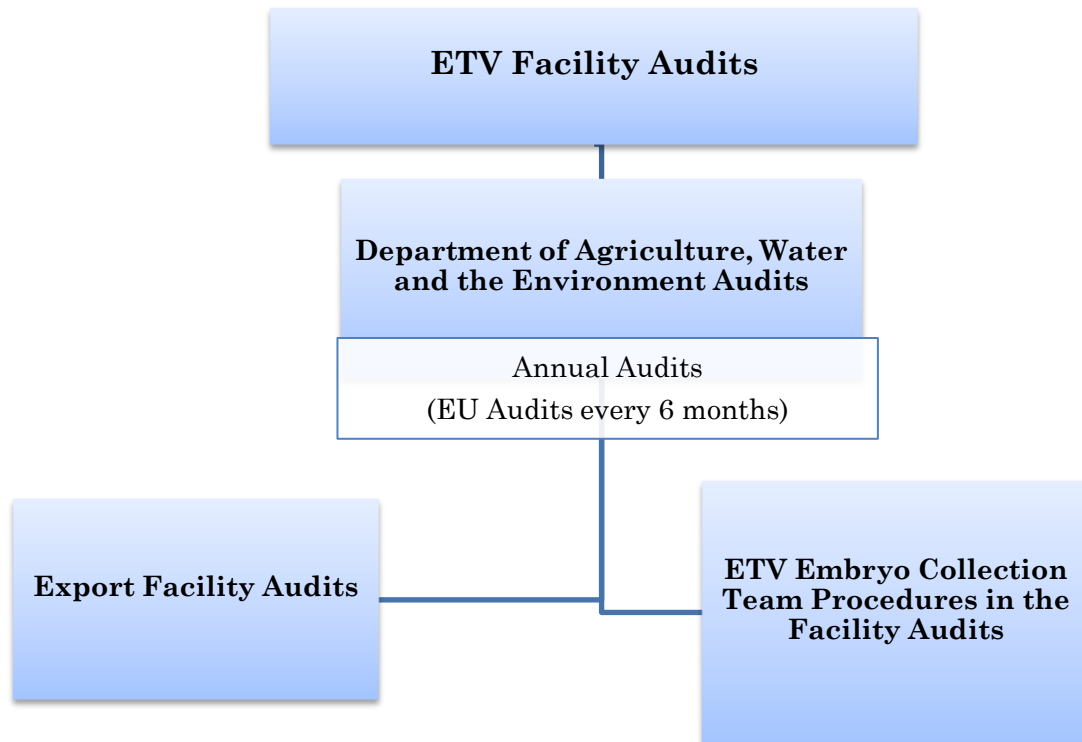 ETV Facility Audits
Department of Agriculture, Water
and the Environment Audits
Annual Audits
(EU Audits every 6 months)
Export Facility Audits
ETV Embryo Collection
Team Procedures in the
Facility Audits